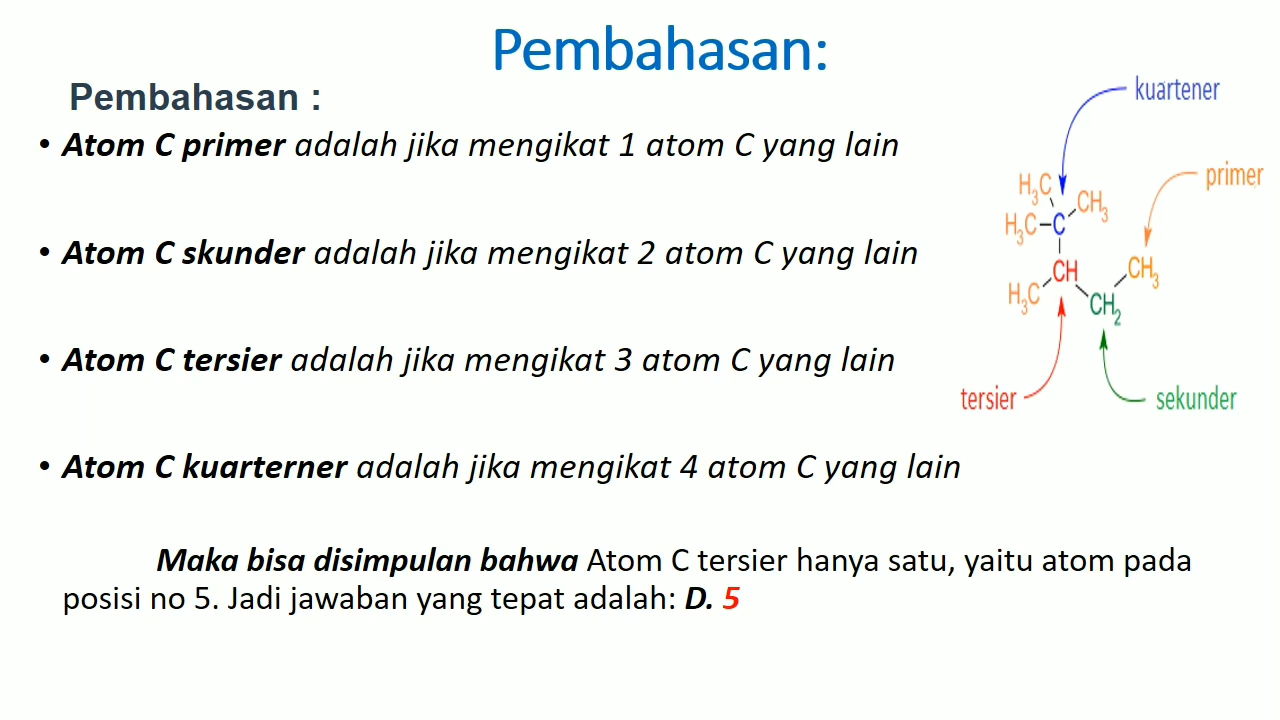 Pembahasan:
Pembahasan :
• Atom C primer adalah jika mengikat 1 atom C yang lain
• Atom C skunder adalah jika mengikat 2 atom C yang lain
• Atom C tersier adalah jika mengikat 3 atom C yang lain
• Atom C kuarterner adalah jika mengikat 4 atom C yang lain
Maka bisa disimpulan bahwa Atom C tersier hanya satu, yaitu atom pada
posisi no 5. Jadi jawaban yang tepat adalah: D. 5
kuartener
primer
H₃C
CH₃
H₃C–C
CH
CH₃
H₃C
CH₂
tersier
sekunder